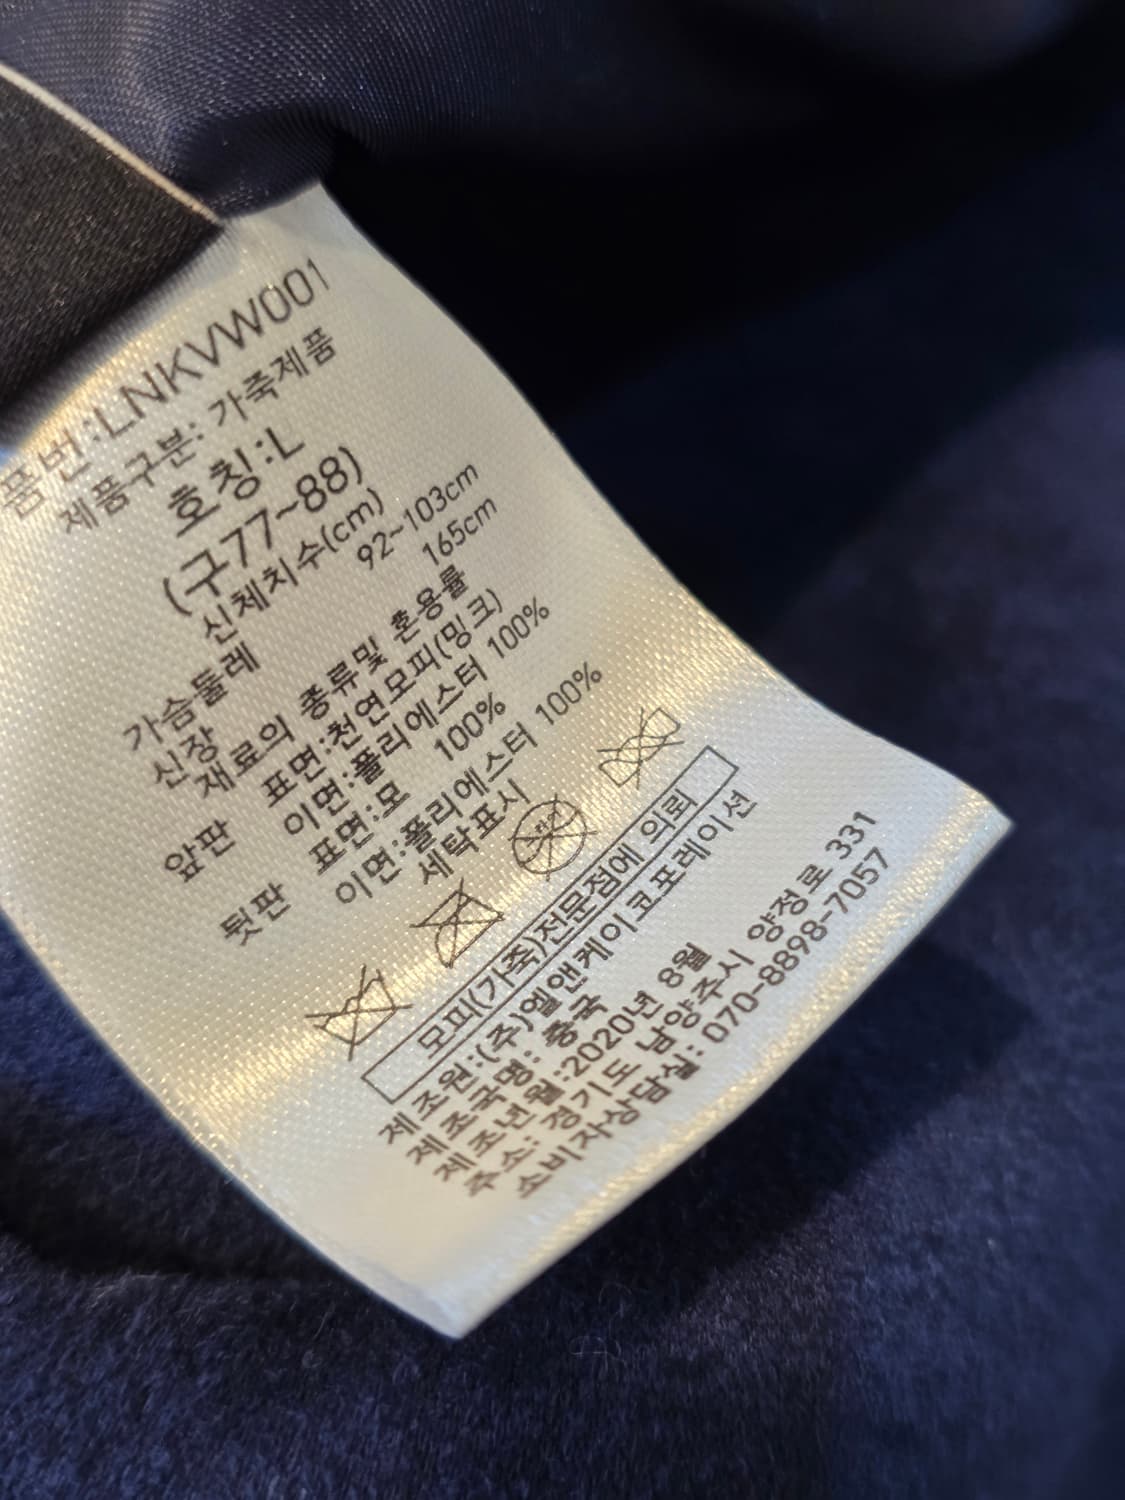 품번:LNKVW001
제품구분: 가죽제품
호칭:L
(구77~88)
신체치수(cm)
가슴둘레 92~103cm
신장 165cm
재료의 종류및 혼용률
앞판 표면:천연모피(밍크)
이면:폴리에스터 100%
뒷판 표면:모 100%
이면:폴리에스터 100%
세탁표시
모피(가죽)전문점에 의뢰
제조원:(주)엘앤케이코포레이션
제조국명: 중국
제조년월:2020년 8월
주소: 경기도 남양주시 양정로 331
소비자상담실: 070-8898-7057